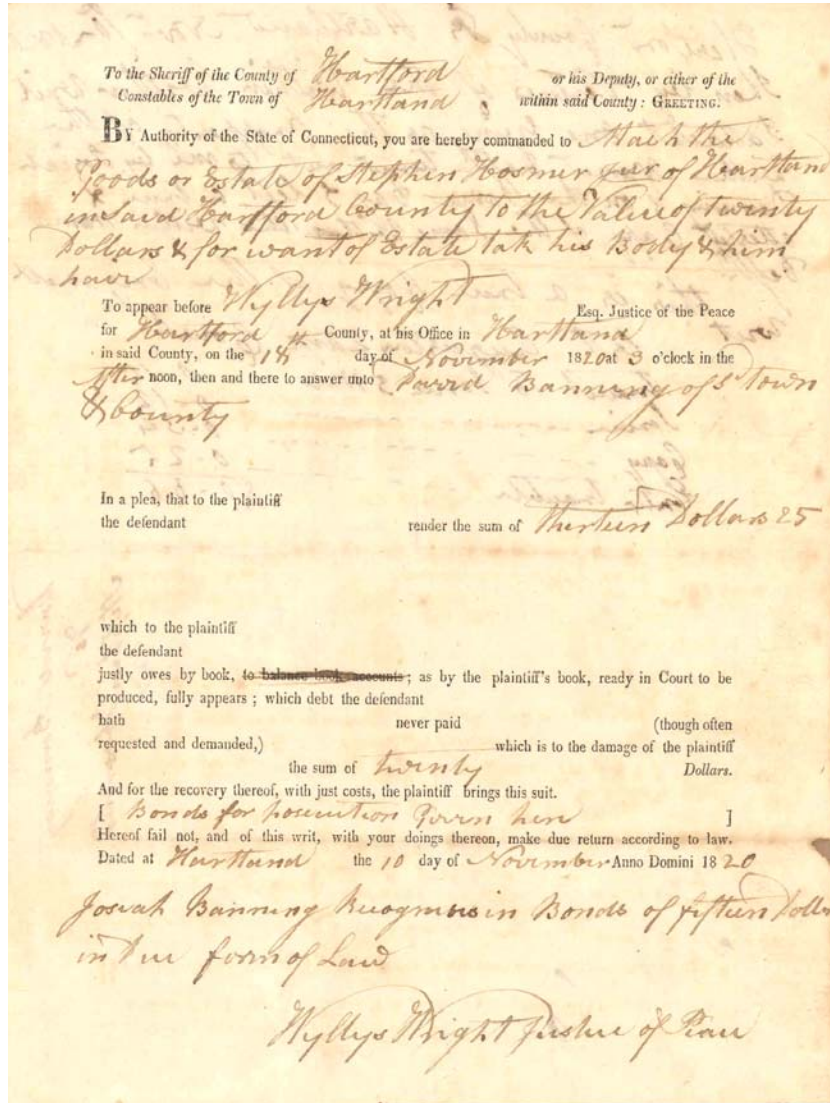 To the Sheriff of the County of Hartford or his Deputy, or either of the
Constables of the Town of Hartland . within said County : GREETING.
BY Authority of the State of Connecticut, you are hereby commanded to Attach the
Goods or Estate of Stephen Hosmer jur of Heartland
in Said Hartford County to the Value of twenty
Dollars & for want of Estate tak his Body & him
have
To appear before Wyllys Wright Esq. Justice of the Peace
for Hartford County, at his Office in Hartland
in said County, on the 18th day of November 1820 at 3 o'clock in the
After noon, then and there to answer unto David Banning of sd town
& County
In a plea, that to the plaintiff
the defendant render the sum of thirteen Dollars 25
which to the plaintiff
the defendant
justly owes by book, to balance book accounts ; as by the plaintiff's book, ready in Court to be
produced, fully appears ; which debt the defendant
hath never paid (though often
requested and demanded,) which is to the damage of the plaintiff
the sum of twenty Dollars.
And for the recovery thereof, with just costs, the plaintiff brings this suit.
[ Bonds for prosecution Given here ]
Hereof fail not, and of this writ, with your doings thereon, make due return according to law.
Dated at Hartland the 10 day of November Anno Domini 1820
Josiah Banning Recognises in Bonds of fifteen Dollars
in Due form of Law
Wyllys Wright Justice of Peace